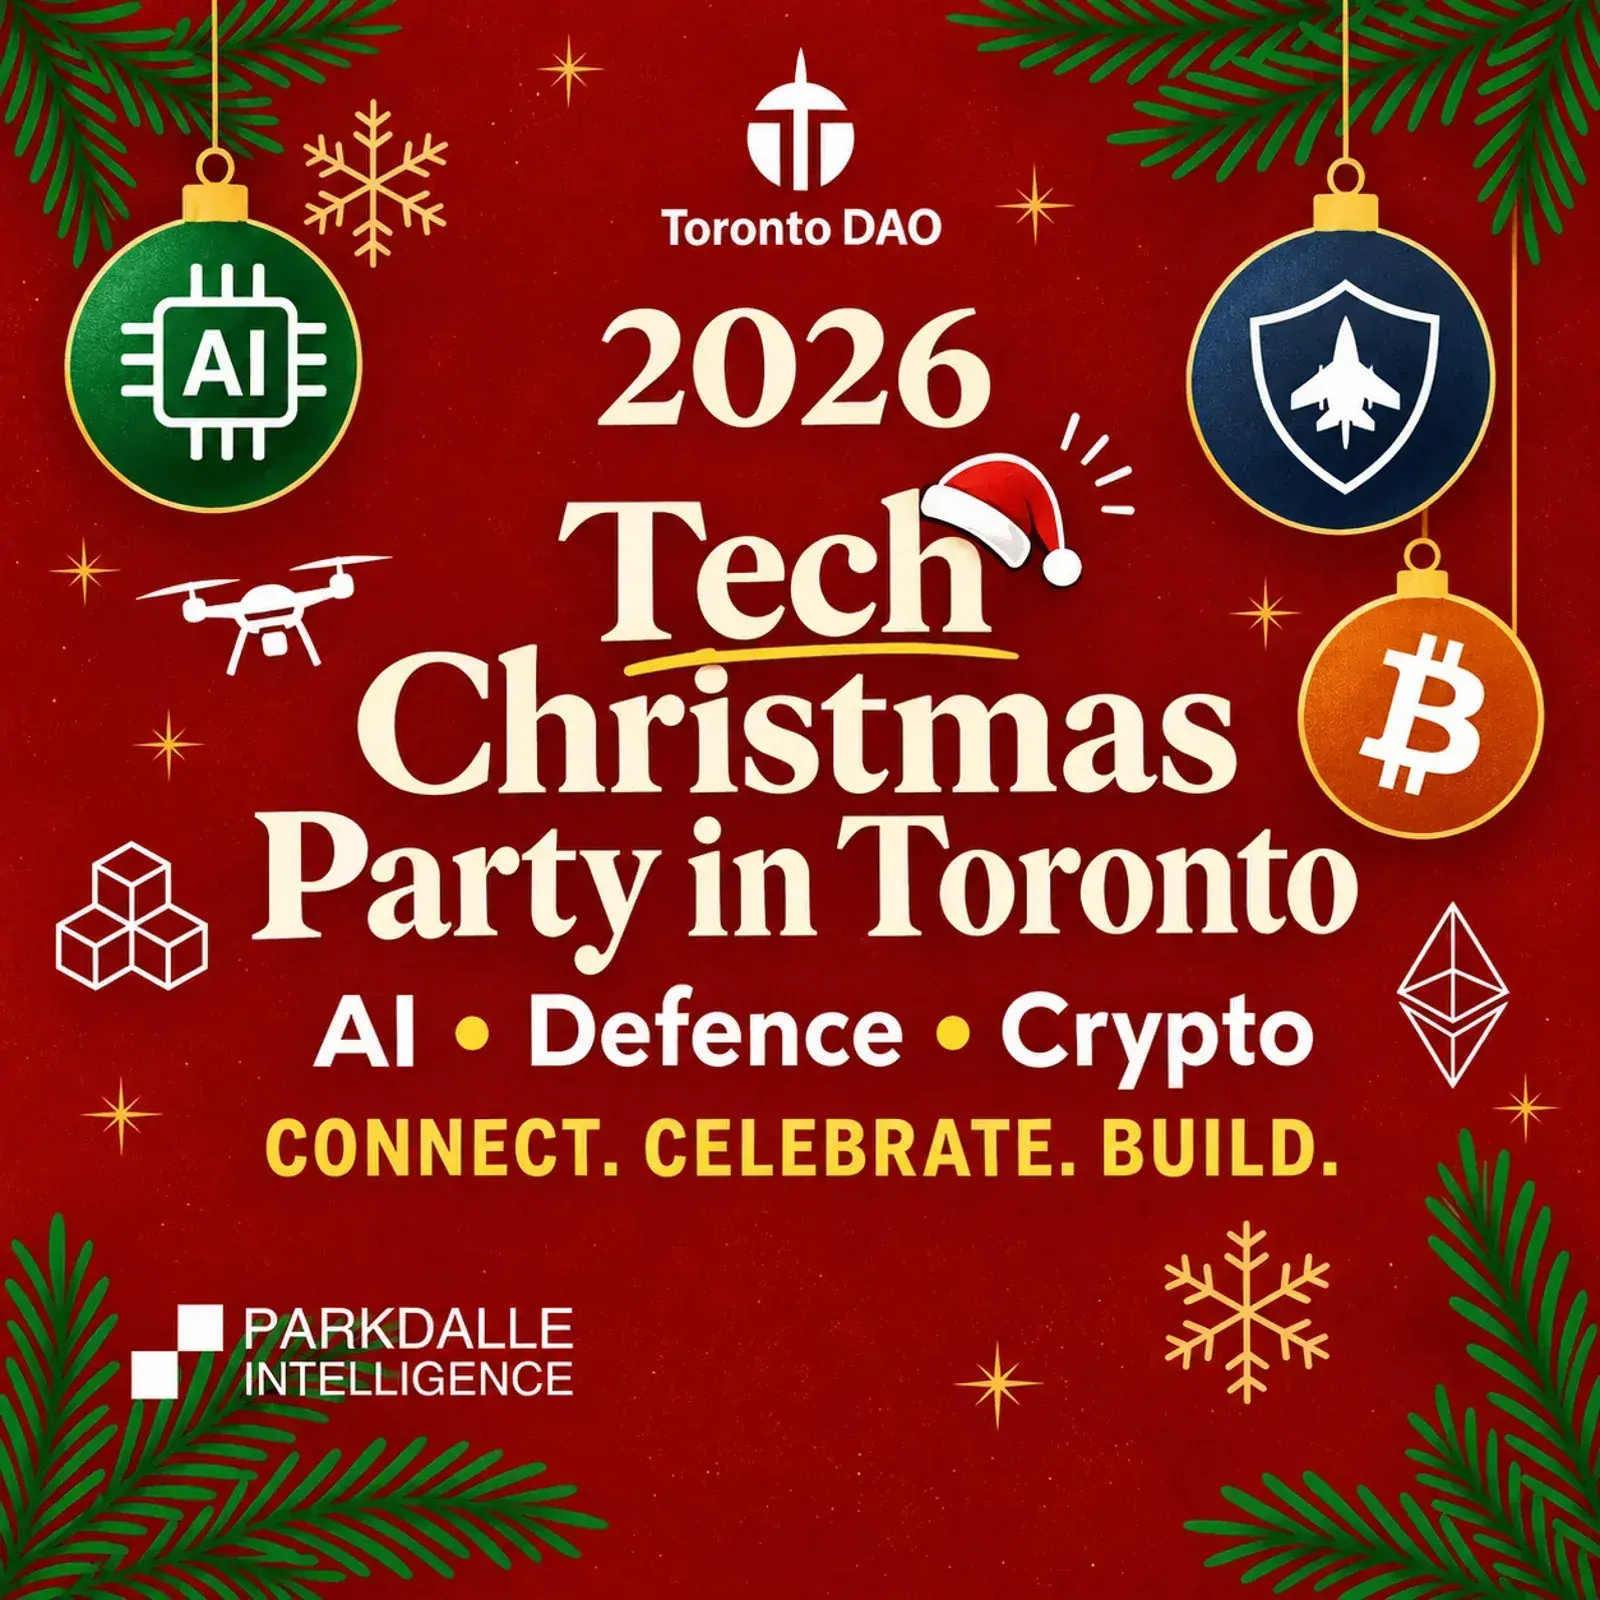 Toronto DAO
2026
AI
Tech
Christmas
Party in Toronto
AI • Defence • Crypto
CONNECT. CELEBRATE. BUILD.
PARKDALLE
INTELLIGENCE